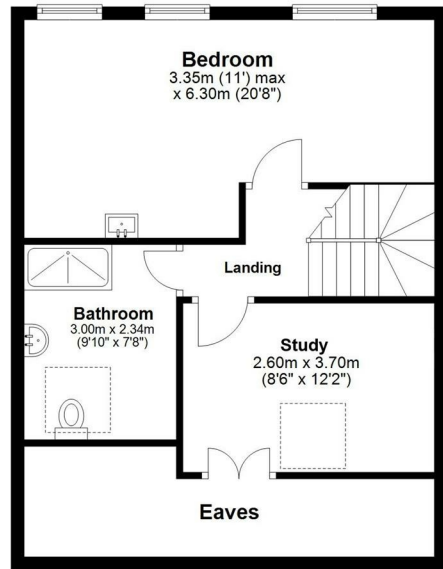 Bedroom
3.35m (11') max
x 6.30m (20'8")
Landing
Bathroom
3.00m x 2.34m
(9'10" x 7'8")
Study
2.60m x 3.70m
(8'6" x 12'2")
Eaves